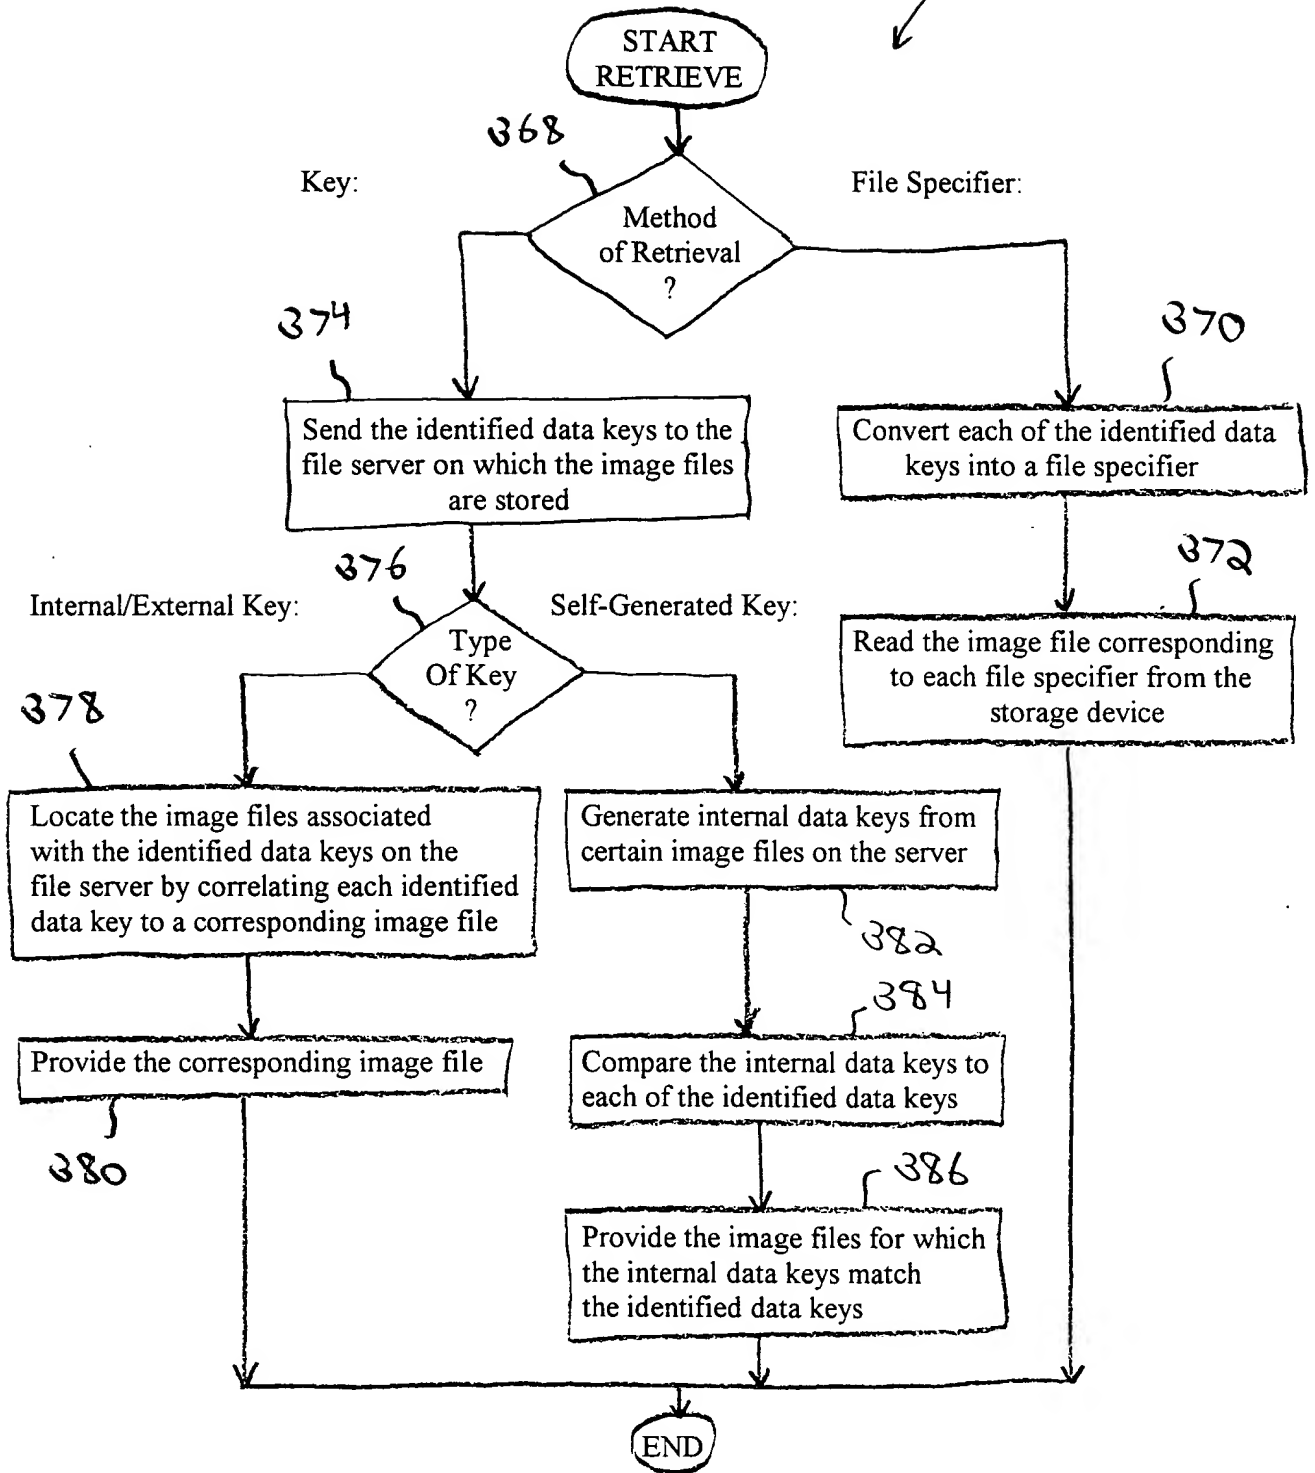 START
RETRIEVE
368
Key:
File Specifier:
Method
of Retrieval
?
374
370
Send the identified data keys to the
file server on which the image files
are stored
Convert each of the identified data
keys into a file specifier
376
372
Internal/External Key:
Self-Generated Key:
Type
Of Key
?
Read the image file corresponding
to each file specifier from the
storage device
378
Locate the image files associated
with the identified data keys on the
file server by correlating each identified
data key to a corresponding image file
Generate internal data keys from
certain image files on the server
382
384
Provide the corresponding image file
380
Compare the internal data keys to
each of the identified data keys
386
Provide the image files for which
the internal data keys match
the identified data keys
END